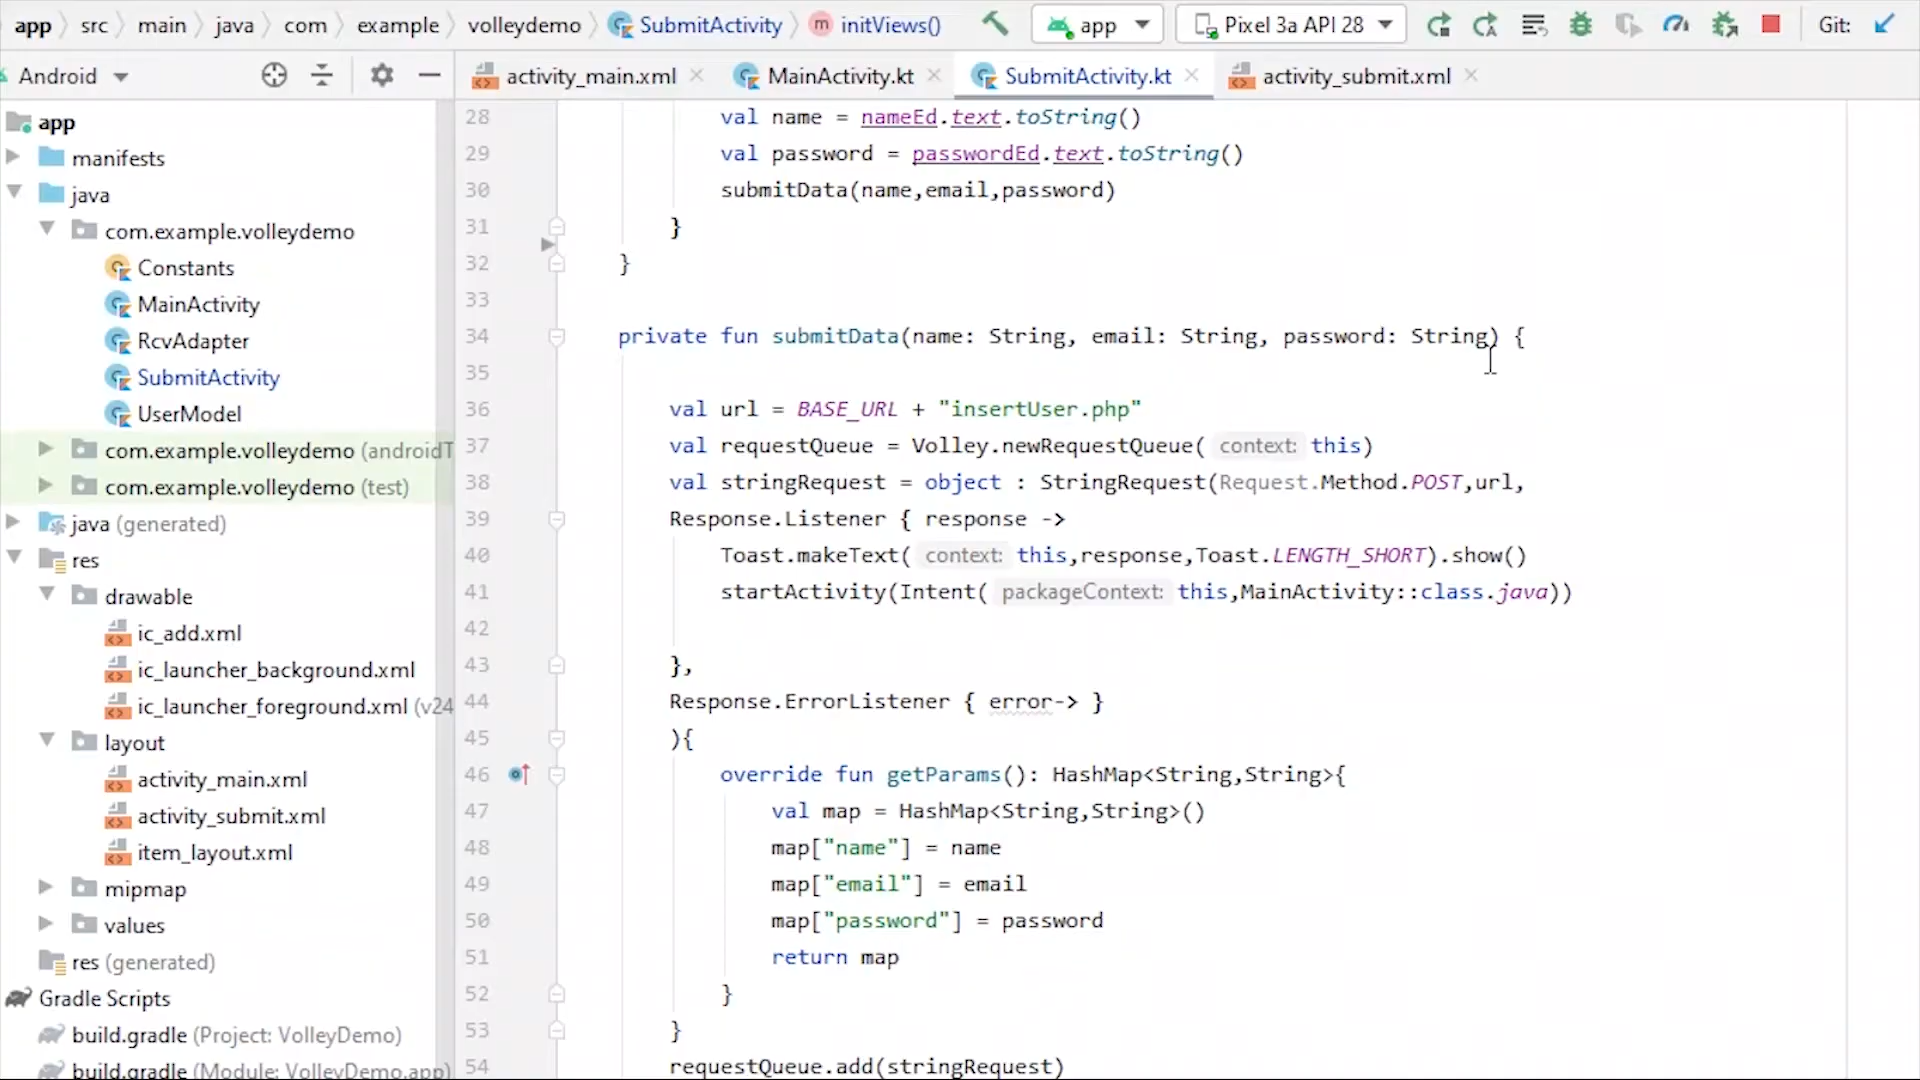 app src main java com example volleydemo SubmitActivity m initViews() app Pixel 3a API 28 Git:
Android
activity_main.xml MainActivity.kt SubmitActivity.kt activity_submit.xml
app
manifests
java
com.example.volleydemo
Constants
MainActivity
RcvAdapter
SubmitActivity
UserModel
com.example.volleydemo (androidT
com.example.volleydemo (test)
java (generated)
res
drawable
ic_add.xml
ic_launcher_background.xml
ic_launcher_foreground.xml (v24
layout
activity_main.xml
activity_submit.xml
item_layout.xml
mipmap
values
res (generated)
Gradle Scripts
build.gradle (Project: VolleyDemo)
build.gradle (Module: VolleyDemo.app)
28 val name = nameEd.text.toString()
29 val password = passwordEd.text.toString()
30 submitData(name,email,password)
31 }
32 }
33
34 private fun submitData(name: String, email: String, password: String) {
35
36 val url = BASE_URL + "insertUser.php"
37 val requestQueue = Volley.newRequestQueue( context: this)
38 val stringRequest = object : StringRequest(Request.Method.POST,url,
39 Response.Listener { response ->
40 Toast.makeText( context: this,response,Toast.LENGTH_SHORT).show()
41 startActivity(Intent( packageContext: this,MainActivity::class.java))
42
43 },
44 Response.ErrorListener { error-> }
45 ){
46 override fun getParams(): HashMap<String,String>{
47 val map = HashMap<String,String>()
48 map["name"] = name
49 map["email"] = email
50 map["password"] = password
51 return map
52 }
53 }
54 requestQueue.add(stringRequest)